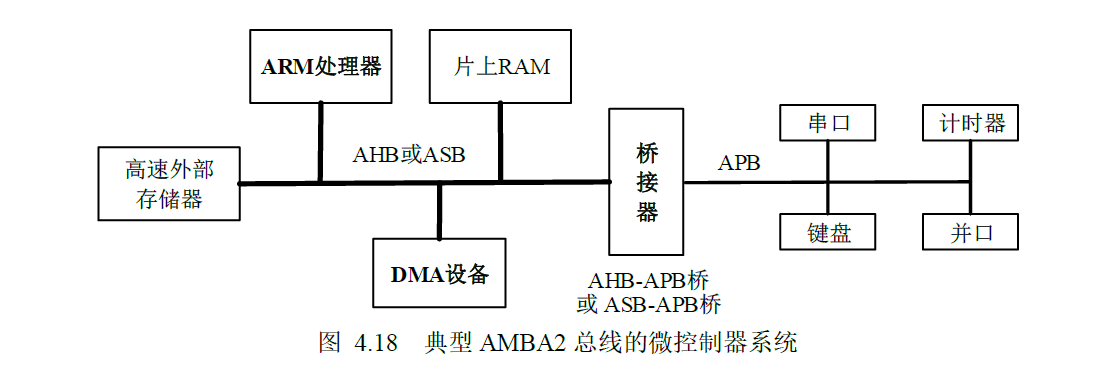 ARM处理器
片上RAM
高速外部
存储器
AHB或ASB
DMA设备
桥
接
器
AHB-APB桥
或 ASB-APB桥
APB
串口
计时器
键盘
并口
图 4.18 典型 AMBA2 总线的微控制器系统